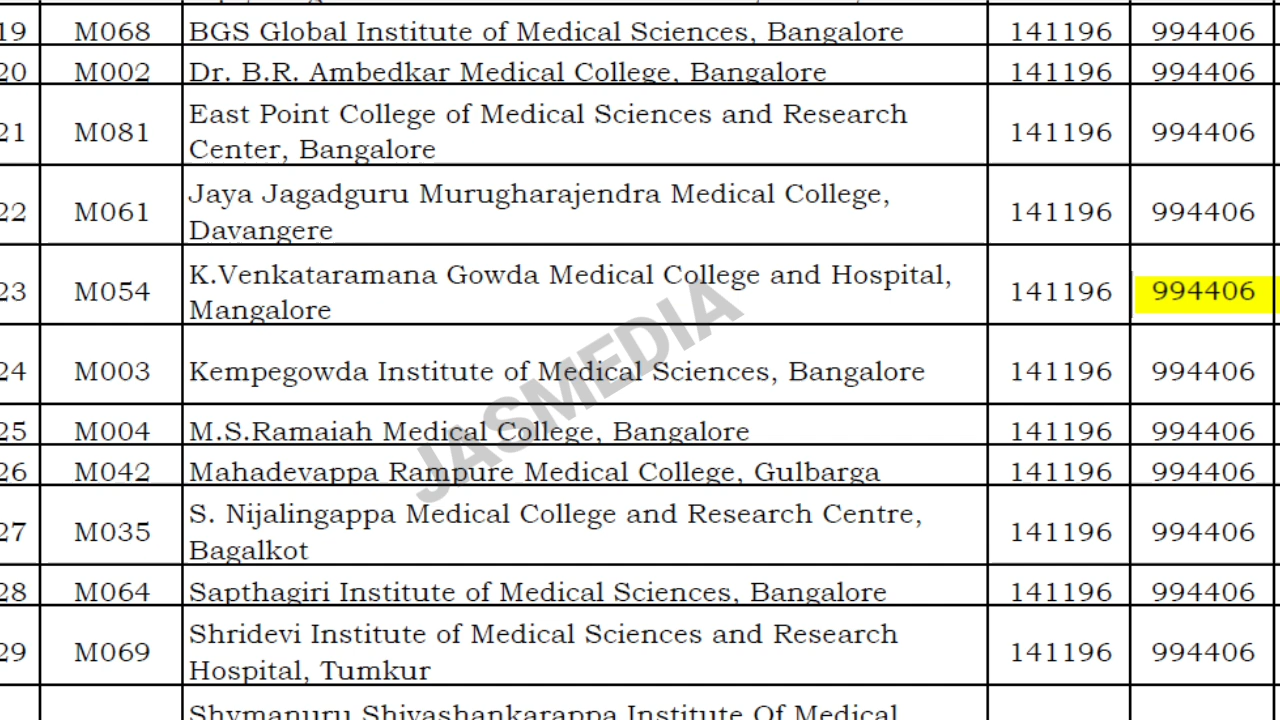 19 M068 BGS Global Institute of Medical Sciences, Bangalore 141196 994406
20 M002 Dr. B.R. Ambedkar Medical College, Bangalore 141196 994406
21 M081 East Point College of Medical Sciences and Research
Center, Bangalore 141196 994406
22 M061 Jaya Jagadguru Murugharajendra Medical College,
Davangere 141196 994406
23 M054 K.Venkataramana Gowda Medical College and Hospital,
Mangalore 141196 994406
24 M003 Kempegowda Institute of Medical Sciences, Bangalore 141196 994406
25 M004 M.S.Ramaiah Medical College, Bangalore 141196 994406
26 M042 Mahadevappa Rampure Medical College, Gulbarga 141196 994406
27 M035 S. Nijalingappa Medical College and Research Centre,
Bagalkot 141196 994406
28 M064 Sapthagiri Institute of Medical Sciences, Bangalore 141196 994406
29 M069 Shridevi Institute of Medical Sciences and Research
Hospital, Tumkur 141196 994406
Shymanuru Shivashankarappa Institute Of Medical
JASMEDIA